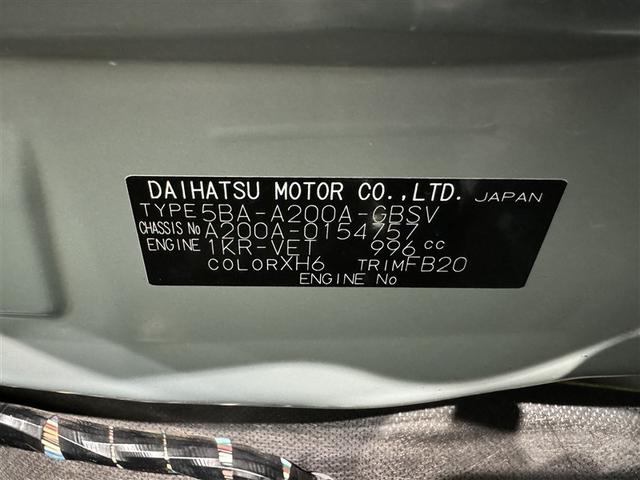 DAIHATSU MOTOR CO.,LTD. JAPAN
TYPE 5BA-A200A-GBSV
CHASSIS No A200A-0154757
ENGINE 1KR-VET 996 cc
COLOR XH6 TRIM FB20
ENGINE No